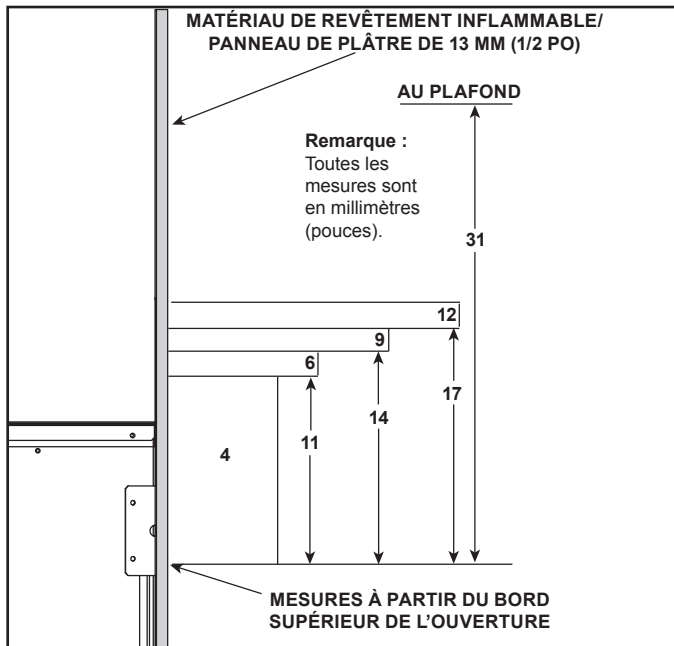 MATÉRIAU DE REVÊTEMENT INFLAMMABLE/
PANNEAU DE PLÂTRE DE 13 MM (1/2 PO)
AU PLAFOND
Remarque :
Toutes les
mesures sont
en millimètres
(pouces).
31
12
9
6
17
14
11
4
MESURES À PARTIR DU BORD
SUPÉRIEUR DE L’OUVERTURE